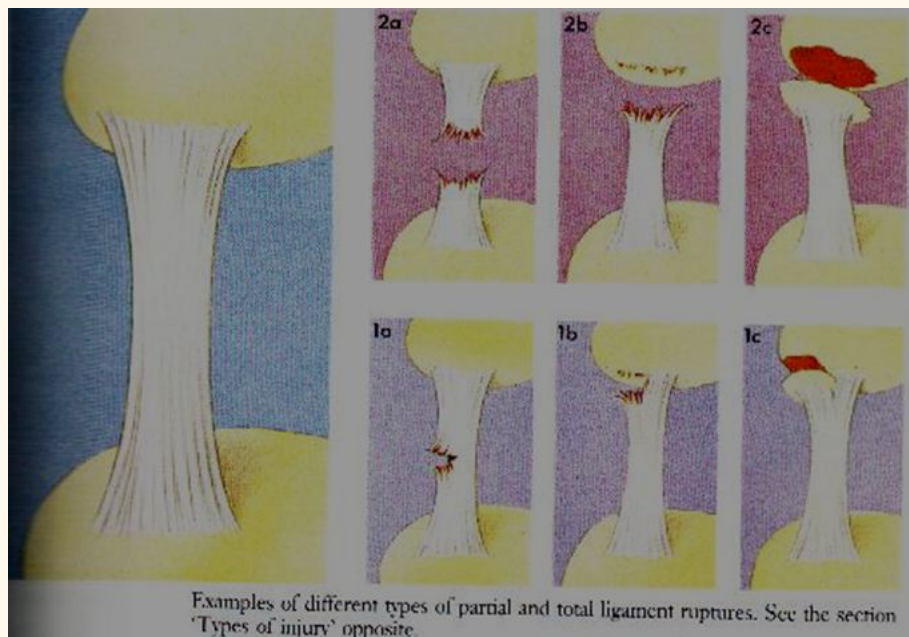 2a 2b 2c
1a 1b 1c
Examples of different types of partial and total ligament ruptures. See the section
'Types of injury' opposite.